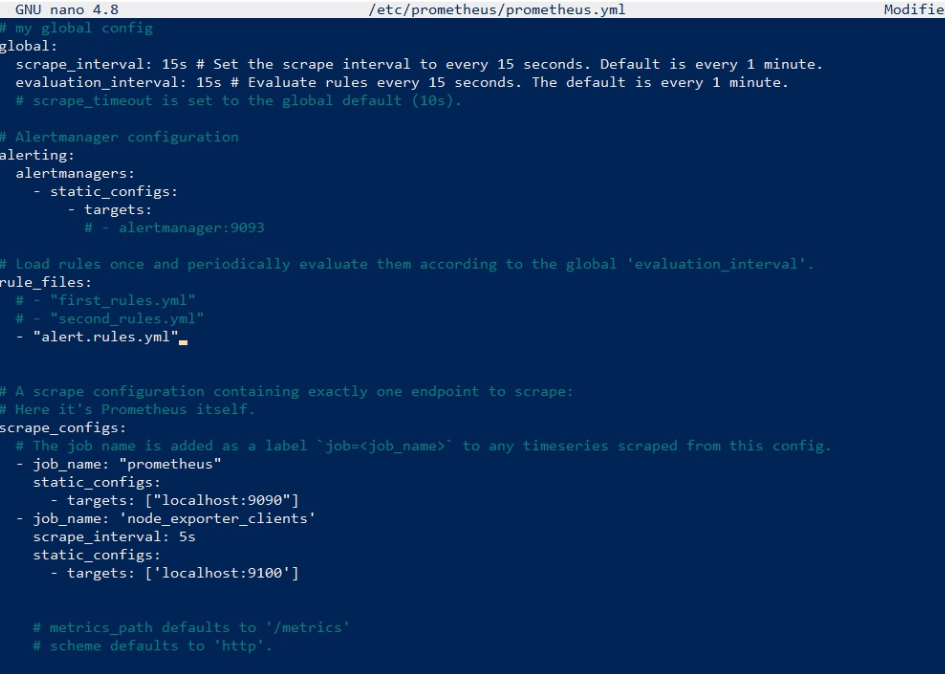 GNU nano 4.8 /etc/prometheus/prometheus.yml Modifie
# my global config
global:
  scrape_interval: 15s # Set the scrape interval to every 15 seconds. Default is every 1 minute.
  evaluation_interval: 15s # Evaluate rules every 15 seconds. The default is every 1 minute.
  # scrape_timeout is set to the global default (10s).

# Alertmanager configuration
alerting:
  alertmanagers:
    - static_configs:
        - targets:
          # - alertmanager:9093

# Load rules once and periodically evaluate them according to the global 'evaluation_interval'.
rule_files:
  # - "first_rules.yml"
  # - "second_rules.yml"
  - "alert.rules.yml"

# A scrape configuration containing exactly one endpoint to scrape:
# Here it's Prometheus itself.
scrape_configs:
  # The job name is added as a label `job=<job_name>` to any timeseries scraped from this config.
  - job_name: "prometheus"
    static_configs:
      - targets: ["localhost:9090"]
  - job_name: 'node_exporter_clients'
    scrape_interval: 5s
    static_configs:
      - targets: ['localhost:9100']

    # metrics_path defaults to '/metrics'
    # scheme defaults to 'http'.